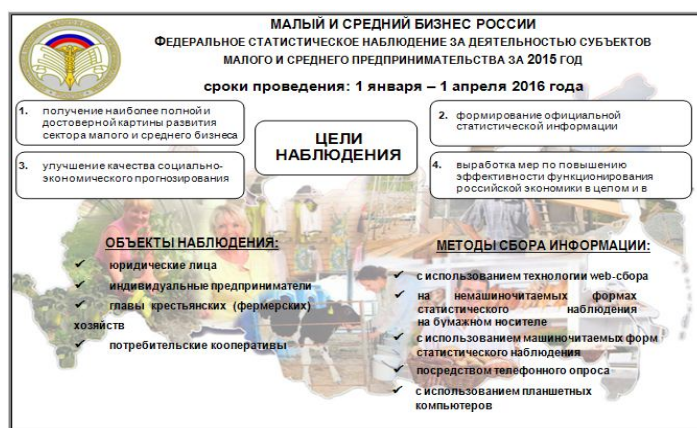 МАЛЫЙ И СРЕДНИЙ БИЗНЕС РОССИИ
ФЕДЕРАЛЬНОЕ СТАТИСТИЧЕСКОЕ НАБЛЮДЕНИЕ ЗА ДЕЯТЕЛЬНОСТЬЮ СУБЪЕКТОВ
МАЛОГО И СРЕДНЕГО ПРЕДПРИНИМАТЕЛЬСТВА ЗА 2015 ГОД
сроки проведения: 1 января – 1 апреля 2016 года
1. получение наиболее полной и
достоверной картины развития
сектора малого и среднего бизнеса
2. формирование официальной
статистической информации
ЦЕЛИ
НАБЛЮДЕНИЯ
3. улучшение качества социально-
экономического прогнозирования
4. выработка мер по повышению
эффективности функционирования
российской экономики в целом и в
ОБЪЕКТЫ НАБЛЮДЕНИЯ:
✓ юридические лица
✓ индивидуальные предприниматели
✓ главы крестьянских (фермерских)
хозяйств
✓ потребительские кооперативы
МЕТОДЫ СБОРА ИНФОРМАЦИИ:
✓ с использованием технологии web-сбора
✓ на немашиночитаемых формах
статистического наблюдения
на бумажном носителе
✓ с использованием машиночитаемых форм
статистического наблюдения
✓ посредством телефонного опроса
✓ с использованием планшетных
компьютеров